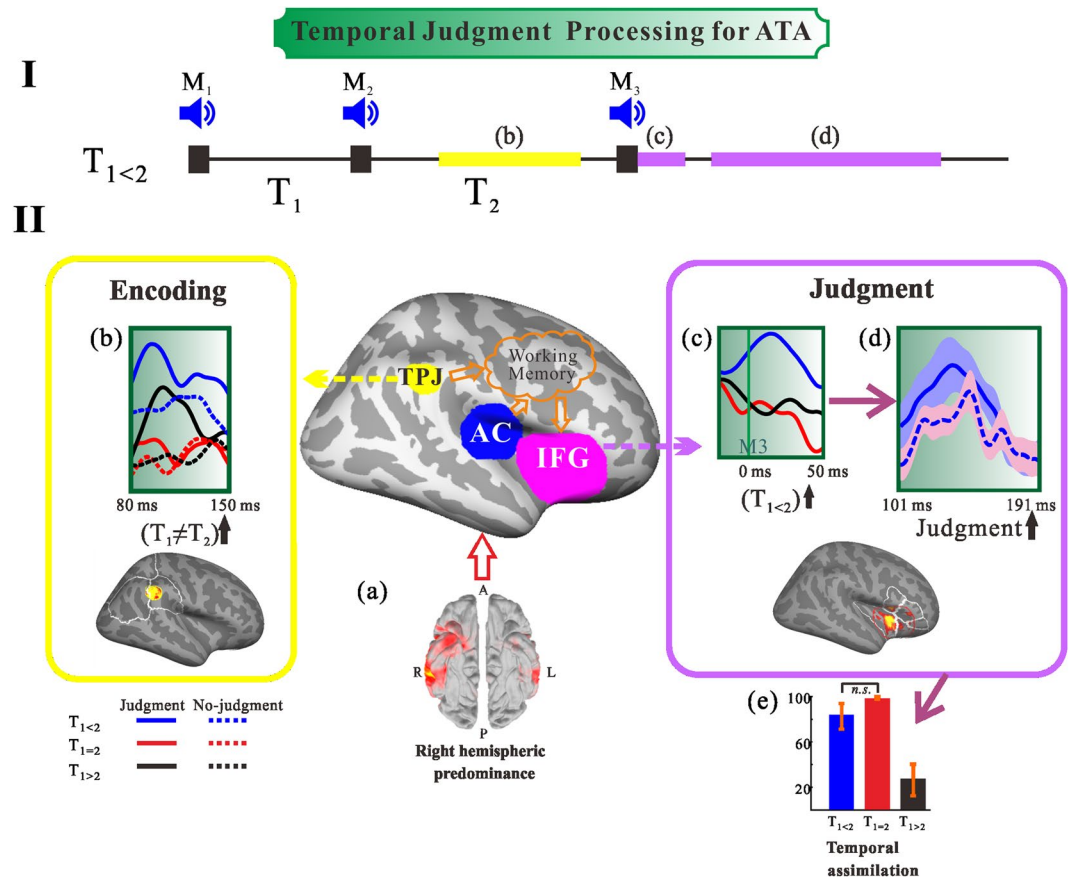 Temporal Judgment Processing for ATA
I
M1
M2
M3
(b)
(c)
(d)
T1<2
T1
T2
II
Encoding
Judgment
(b)
(c)
(d)
Working
Memory
TPJ
AC
IFG
M3
80 ms
150 ms
0 ms
50 ms
101 ms
191 ms
(T1≠T2)
(T1<2)
Judgment
(a)
A
R
L
P
Right hemispheric
predominance
Judgment
No-judgment
T1<2
T1=2
T1>2
(e)
n.s.
100
60
20
T1<2
T1=2
T1>2
Temporal
assimilation